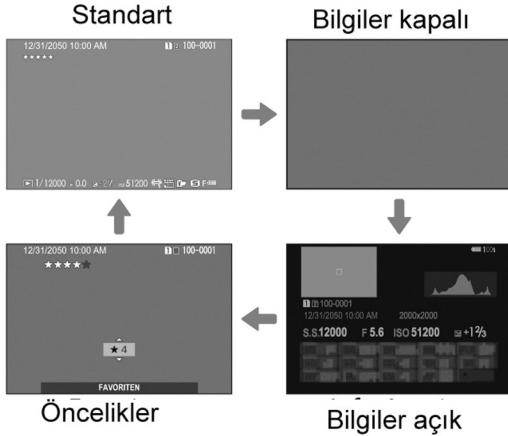 Standart
Bilgiler kapalı
12/31/2050 10:00 AM
100-0001
1/12000
0.0
51200
100%
100-0001
12/31/2050 10:00 AM 2000x2000
S.S.12000 F 5.6 ISO 51200 +1⅔
12/31/2050 10:00 AM
100-0001
4
FAVORITEN
Öncelikler
Bilgiler açık